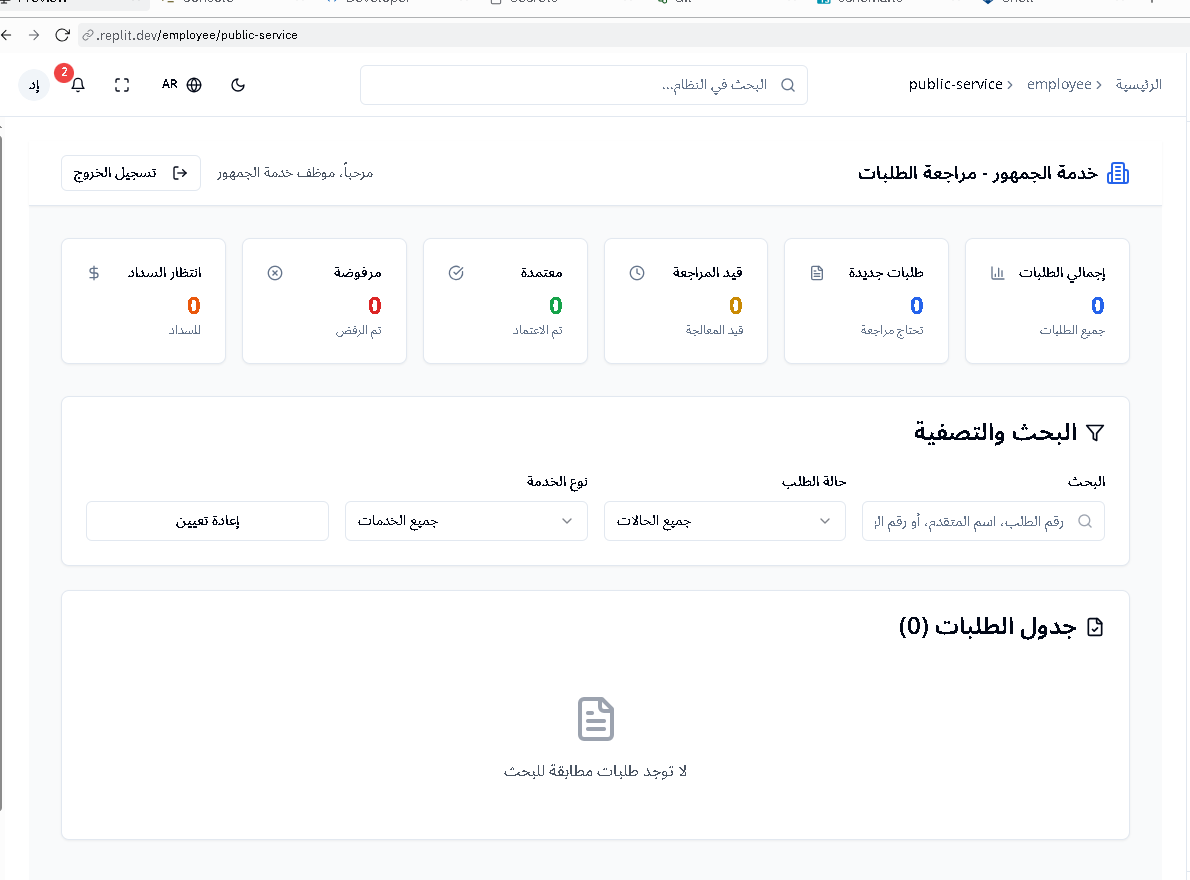 .replit.dev/employee/public-service
الرئيسية
employee
public-service
البحث في النظام...
AR
2
إد
خدمة الجمهور - مراجعة الطلبات
مرحباً، موظف خدمة الجمهور
تسجيل الخروج
إجمالي الطلبات
0
جميع الطلبات
طلبات جديدة
0
تحتاج مراجعة
قيد المراجعة
0
قيد المعالجة
معتمدة
0
تم الاعتماد
مرفوضة
0
تم الرفض
انتظار السداد
0
للسداد
البحث والتصفية
البحث
رقم الطلب، اسم المتقدم، أو رقم اله
حالة الطلب
جميع الحالات
نوع الخدمة
جميع الخدمات
إعادة تعيين
جدول الطلبات (0)
لا توجد طلبات مطابقة للبحث